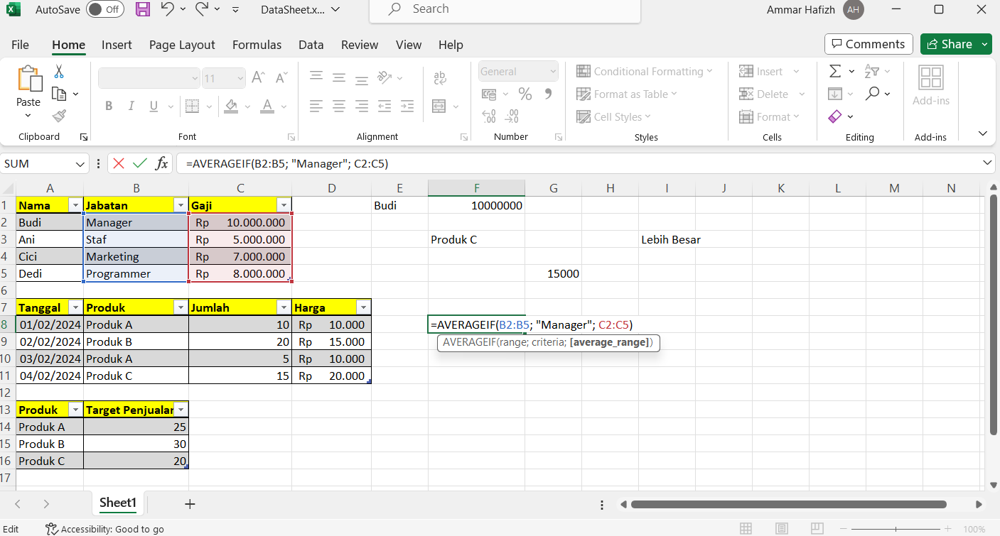 AutoSave Off DataSheet.x... Search Ammar Hafizh AH
File Home Insert Page Layout Formulas Data Review View Help Comments Share
Paste
11
General
Conditional Formatting
Format as Table
Cell Styles
Insert
Delete
Format
Add-ins
Clipboard Font Alignment Number Styles Cells Editing Add-ins
SUM fx =AVERAGEIF(B2:B5; "Manager"; C2:C5)
A B C D E F G H I J K L M N
1 Nama Jabatan Gaji Budi 10000000
2 Budi Manager Rp 10.000.000
3 Ani Staf Rp 5.000.000 Produk C Lebih Besar
4 Cici Marketing Rp 7.000.000
5 Dedi Programmer Rp 8.000.000 15000
6
7 Tanggal Produk Jumlah Harga
8 01/02/2024 Produk A 10 Rp 10.000 =AVERAGEIF(B2:B5; "Manager"; C2:C5)
9 02/02/2024 Produk B 20 Rp 15.000 AVERAGEIF(range; criteria; [average_range])
10 03/02/2024 Produk A 5 Rp 10.000
11 04/02/2024 Produk C 15 Rp 20.000
12
13 Produk Target Penjualan
14 Produk A 25
15 Produk B 30
16 Produk C 20
17
Sheet1
Edit Accessibility: Good to go 100%